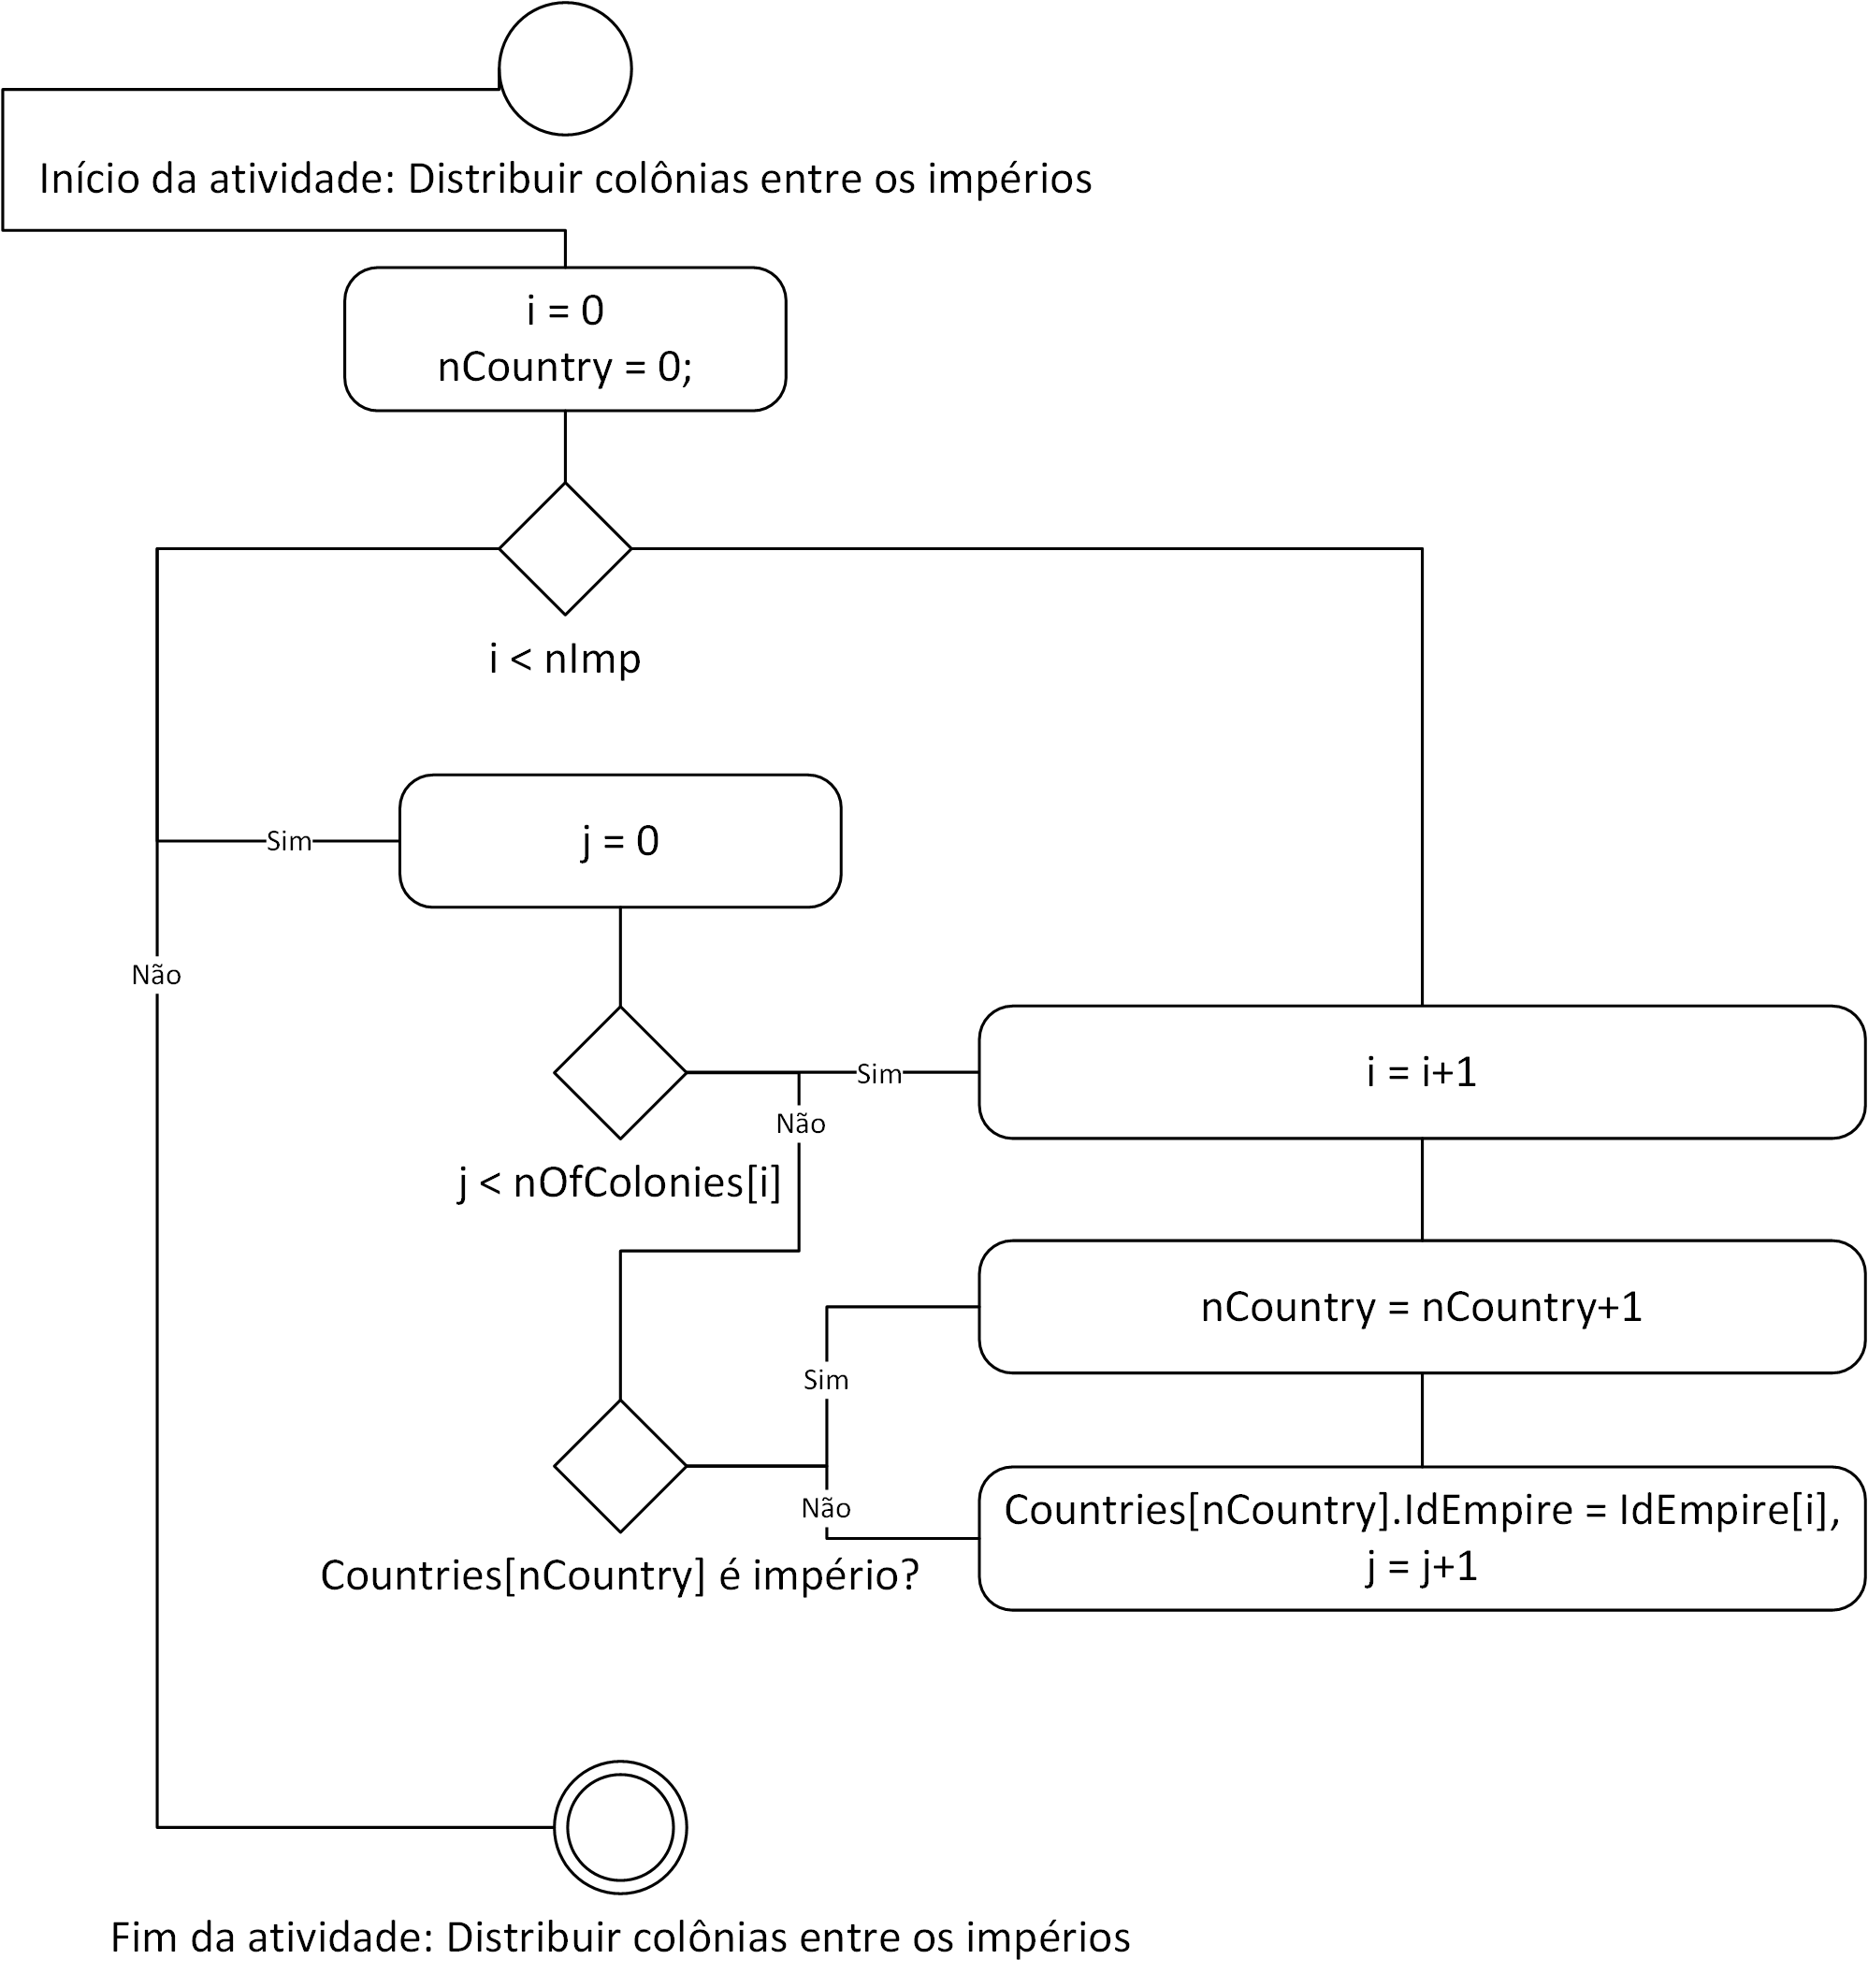 Início da atividade: Distribuir colônias entre os impérios
i = 0
nCountry = 0;
i < nImp
Sim
j = 0
Não
Sim
i = i+1
Não
j < nOfColonies[i]
nCountry = nCountry+1
Sim
Não
Countries[nCountry].IdEmpire = IdEmpire[i],
j = j+1
Countries[nCountry] é império?
Fim da atividade: Distribuir colônias entre os impérios